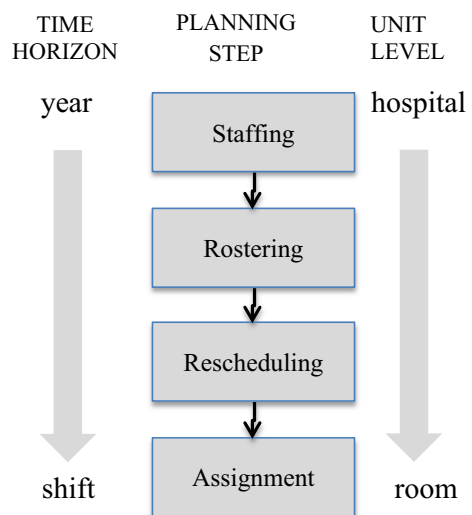 TIME
HORIZON
PLANNING
STEP
UNIT
LEVEL
year
hospital
Staffing
Rostering
Rescheduling
Assignment
shift
room